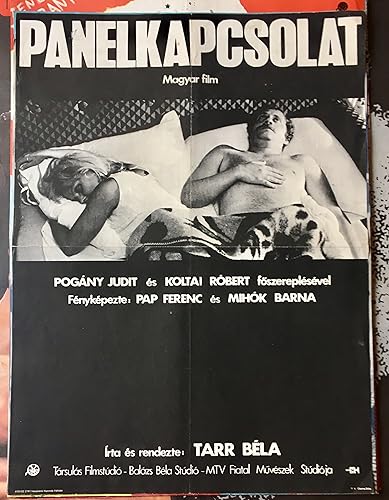 PANELKAPCSOLAT
Magyar film
POGÁNY JUDIT és KOLTAI RÓBERT főszereplésével
Fényképezte: PAP FERENC és MIHÓK BARNA
Írta és rendezte: TARR BÉLA
Társulás Filmstúdió - Balázs Béla Stúdió - MTV Fiatal Művészek Stúdiója